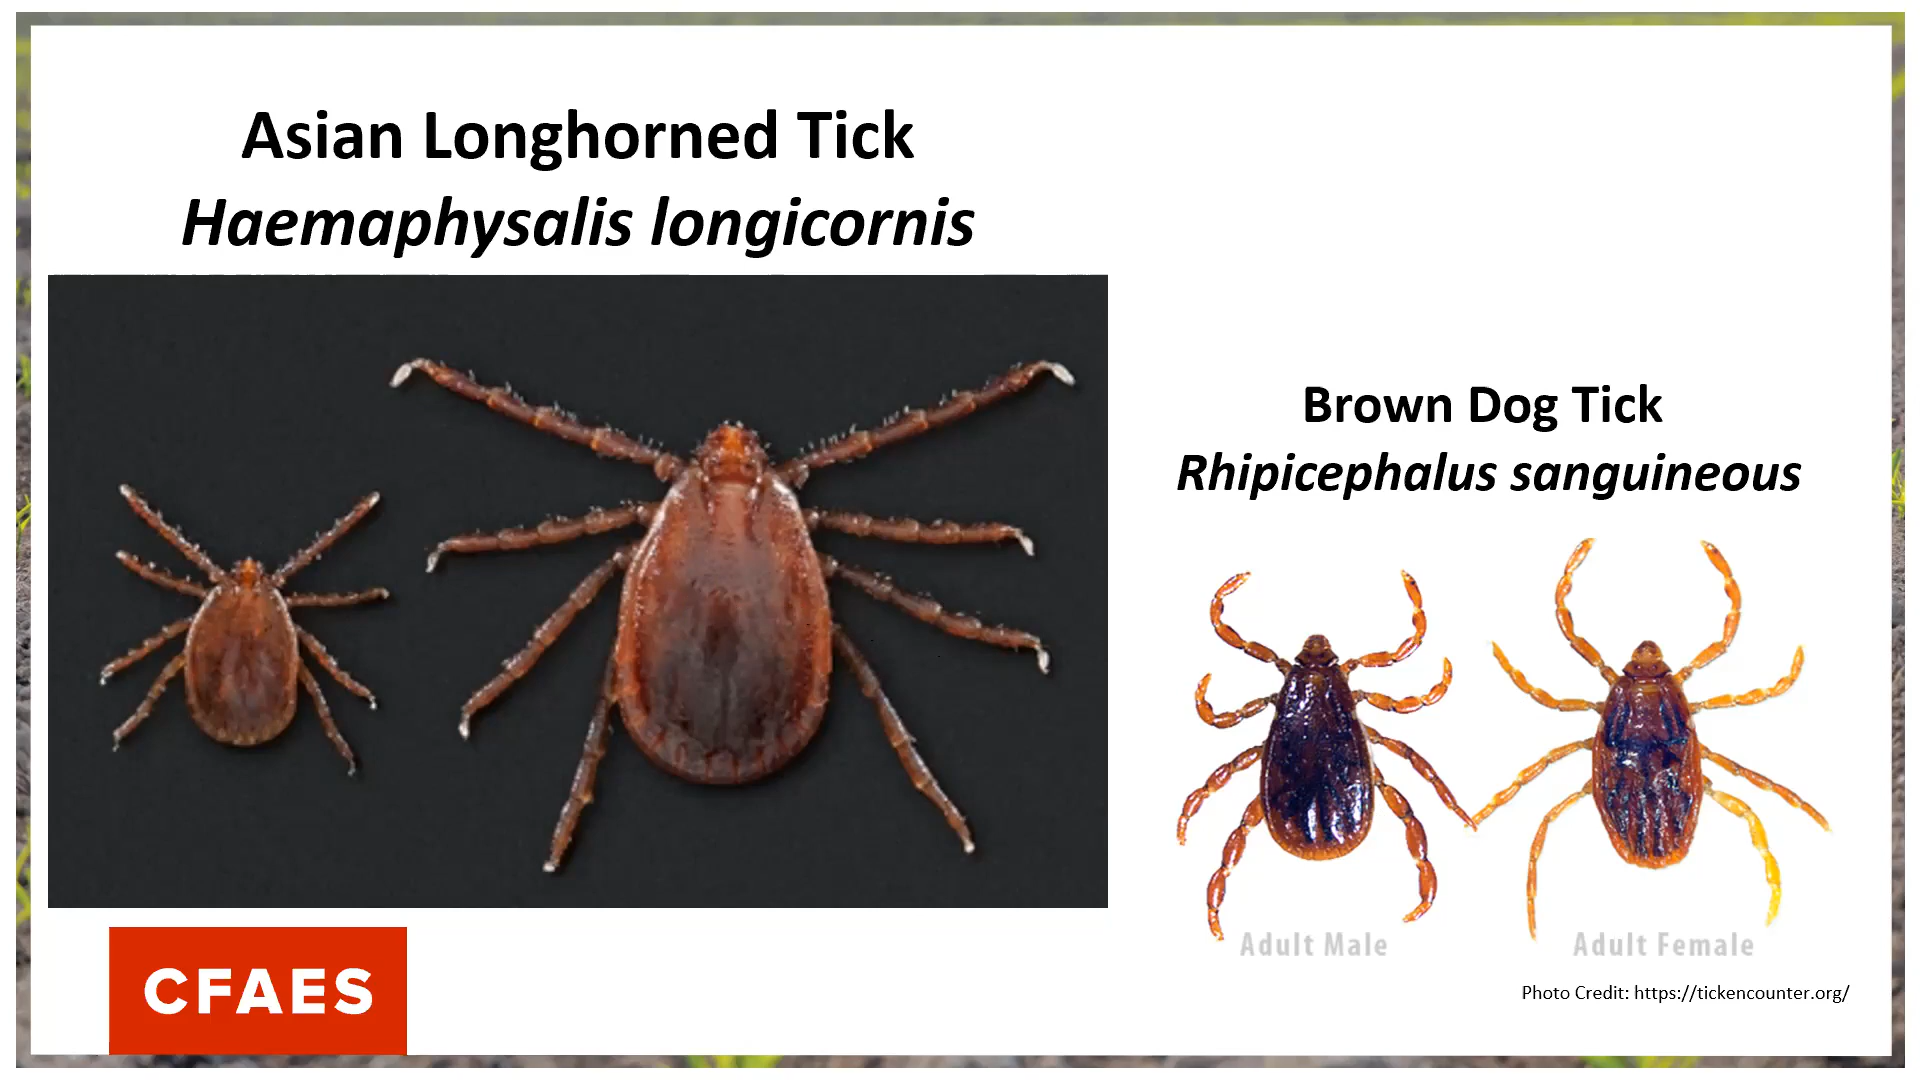 Asian Longhorned Tick
Haemaphysalis longicornis
Brown Dog Tick
Rhipicephalus sanguineous
Adult Male
Adult Female
Photo Credit: https://tickencounter.org/
CFAES